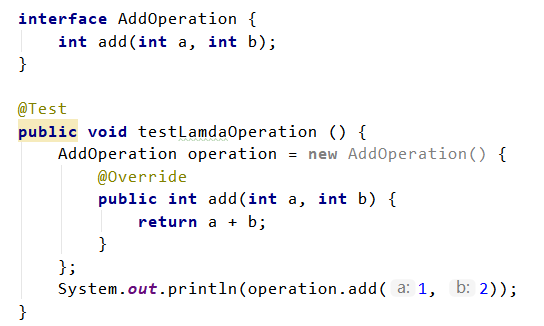 interface AddOperation {
    int add(int a, int b);
}

@Test
public void testLamdaOperation () {
    AddOperation operation = new AddOperation() {
        @Override
        public int add(int a, int b) {
            return a + b;
        }
    };
    System.out.println(operation.add( a: 1,  b: 2));
}